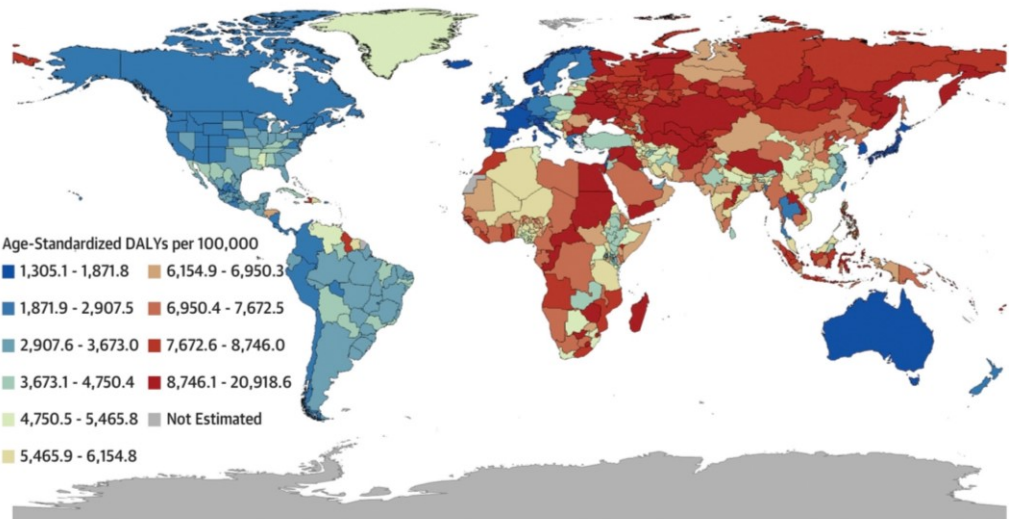 Age-Standardized DALYs per 100,000
1,305.1 - 1,871.8
1,871.9 - 2,907.5
2,907.6 - 3,673.0
3,673.1 - 4,750.4
4,750.5 - 5,465.8
5,465.9 - 6,154.8
6,154.9 - 6,950.3
6,950.4 - 7,672.5
7,672.6 - 8,746.0
8,746.1 - 20,918.6
Not Estimated